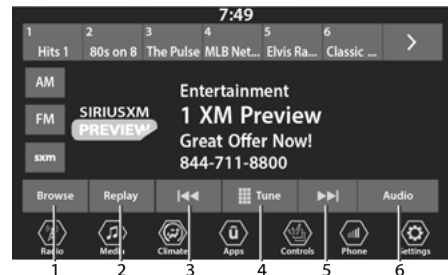 7:49
1 2 3 4 5 6
Hits 1 80s on 8 The Pulse MLB Net... Elvis Ra... Classic ...
AM
FM
sxm
SIRIUSXM
PREVIEW
Entertainment
1 XM Preview
Great Offer Now!
844-711-8800
Browse Replay Tune Audio
Radio Media Climate Apps Controls Phone Settings
1 2 3 4 5 6